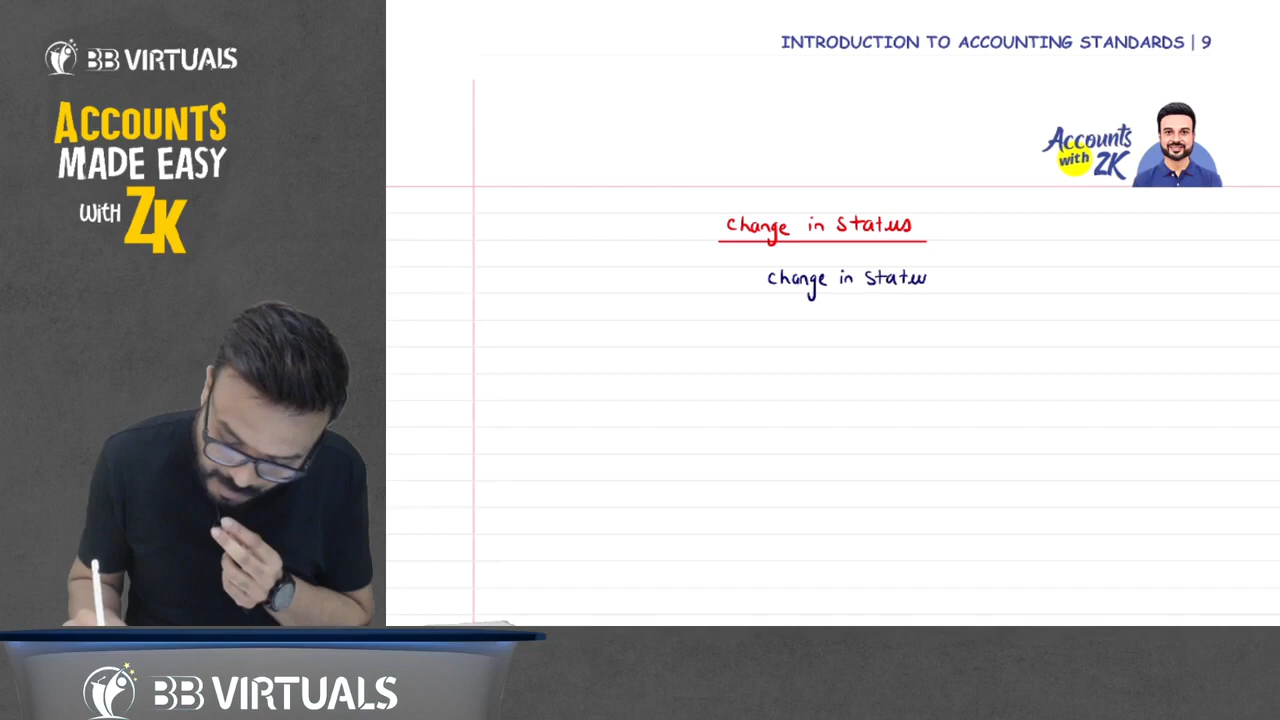 BB VIRTUALS
ACCOUNTS
MADE EASY
WITH ZK
INTRODUCTION TO ACCOUNTING STANDARDS | 9
Accounts
with ZK
Change in Status
Change in Status
BB VIRTUALS